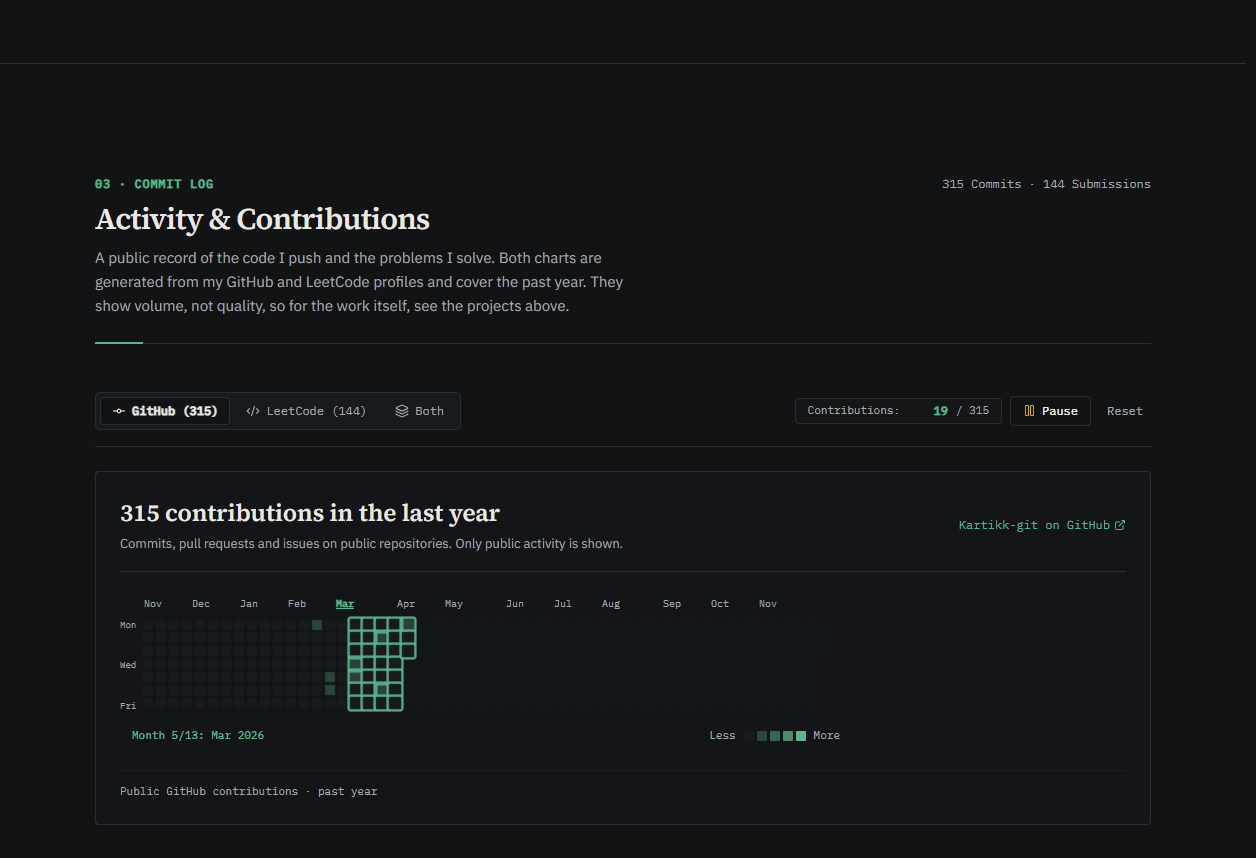 03 · COMMIT LOG
315 Commits · 144 Submissions
Activity & Contributions
A public record of the code I push and the problems I solve. Both charts are
generated from my GitHub and LeetCode profiles and cover the past year. They
show volume, not quality, so for the work itself, see the projects above.
GitHub (315)
</> LeetCode (144)
Both
Contributions: 19 / 315
Pause
Reset
315 contributions in the last year
Kartikk-git on GitHub
Commits, pull requests and issues on public repositories. Only public activity is shown.
Nov Dec Jan Feb Mar Apr May Jun Jul Aug Sep Oct Nov
Mon
Wed
Fri
Month 5/13: Mar 2026
Less More
Public GitHub contributions · past year